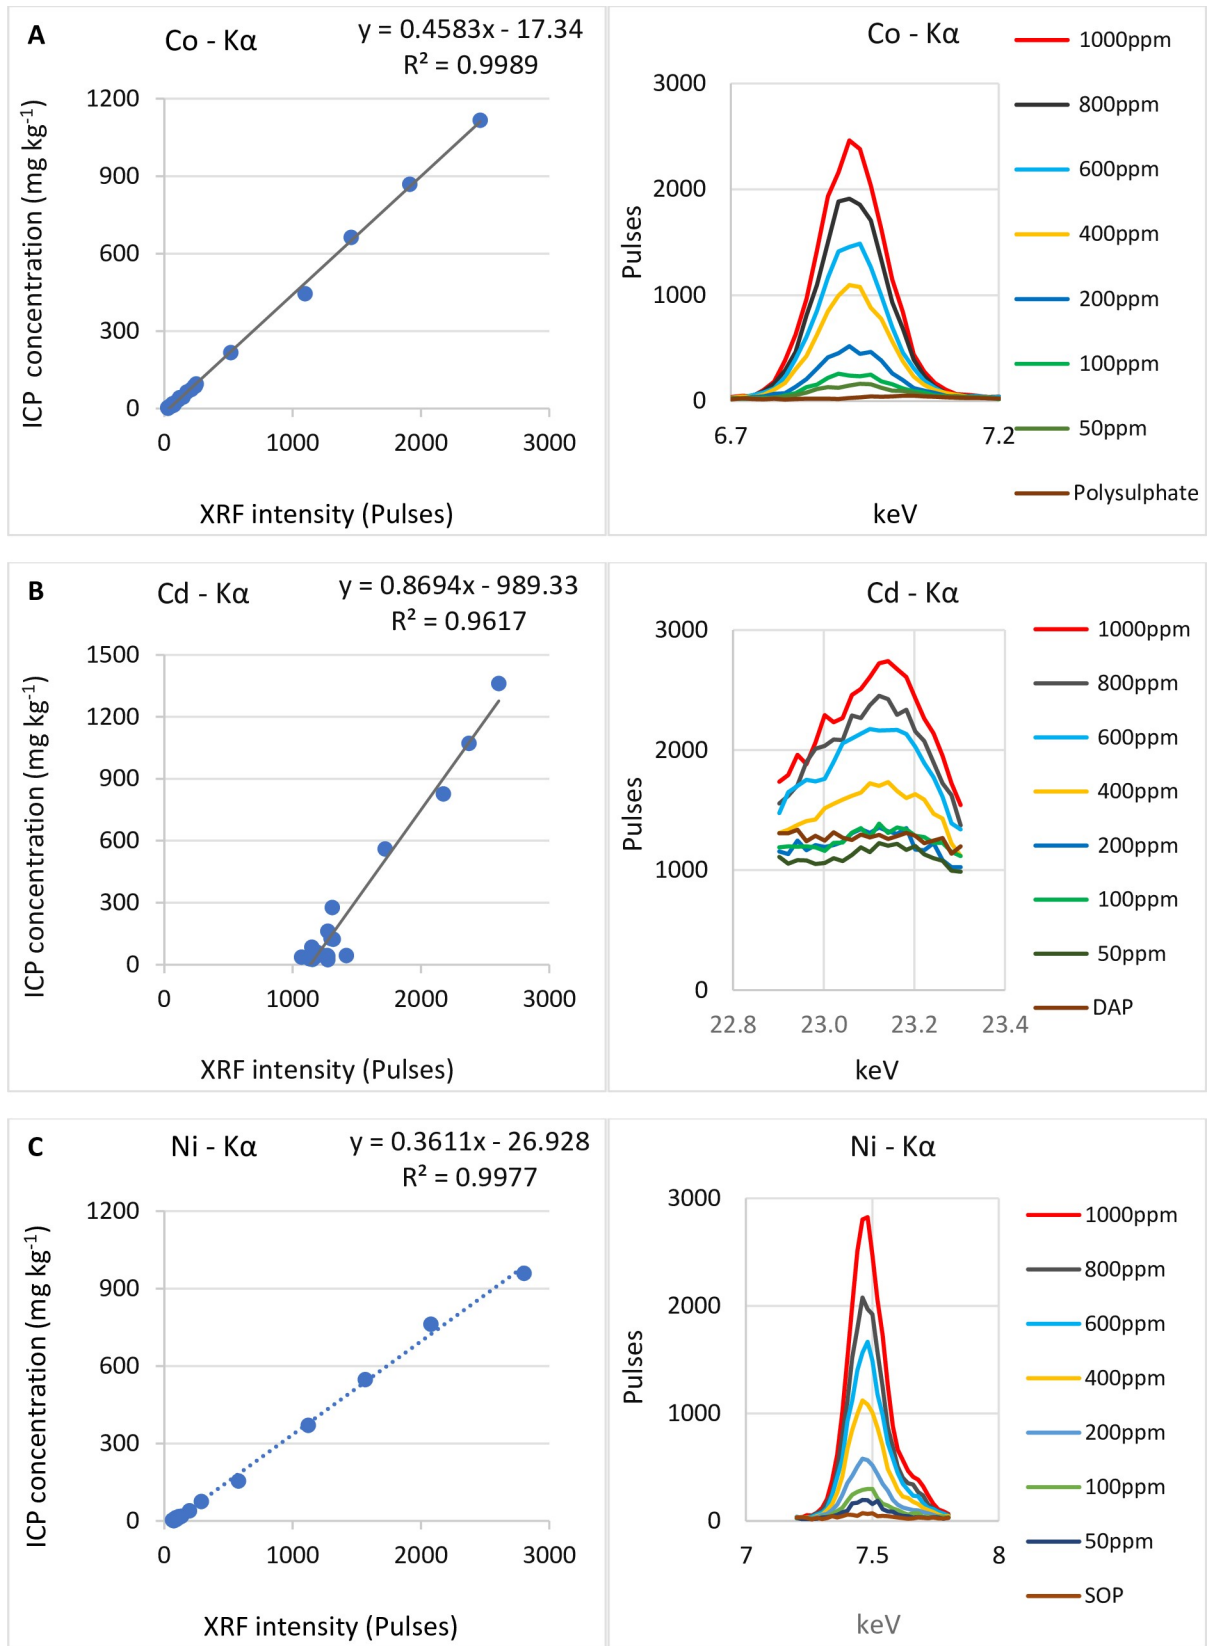 A
Co - Kα
y = 0.4583x - 17.34
R² = 0.9989
ICP concentration (mg kg⁻¹)
1200
900
600
300
0
0 1000 2000 3000
XRF intensity (Pulses)
Co - Kα
Pulses
3000
2000
1000
0
6.7 7.2
keV
1000ppm
800ppm
600ppm
400ppm
200ppm
100ppm
50ppm
Polysulphate
B
Cd - Kα
y = 0.8694x - 989.33
R² = 0.9617
ICP concentration (mg kg⁻¹)
1500
1200
900
600
300
0
0 1000 2000 3000
XRF intensity (Pulses)
Cd - Kα
Pulses
3000
2000
1000
0
22.8 23.0 23.2 23.4
keV
1000ppm
800ppm
600ppm
400ppm
200ppm
100ppm
50ppm
DAP
C
Ni - Kα
y = 0.3611x - 26.928
R² = 0.9977
ICP concentration (mg kg⁻¹)
1200
900
600
300
0
0 1000 2000 3000
XRF intensity (Pulses)
Ni - Kα
Pulses
3000
2000
1000
0
7 7.5 8
keV
1000ppm
800ppm
600ppm
400ppm
200ppm
100ppm
50ppm
SOP